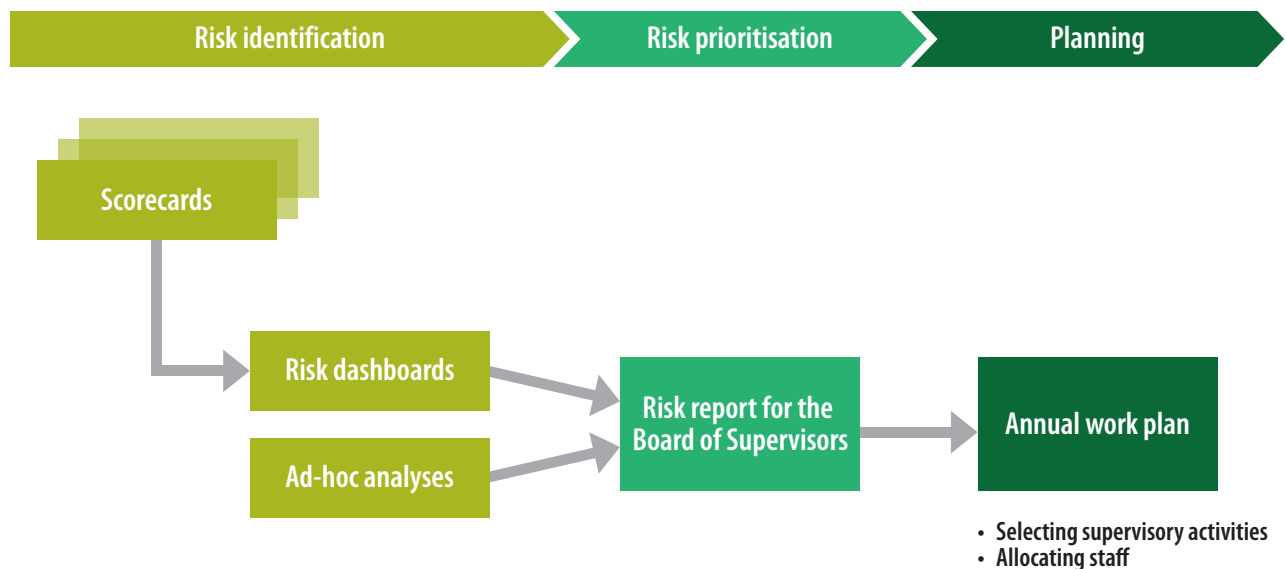 Risk identification
Risk prioritisation
Planning
Scorecards
Risk dashboards
Ad-hoc analyses
Risk report for the
Board of Supervisors
Annual work plan
• Selecting supervisory activities
• Allocating staff